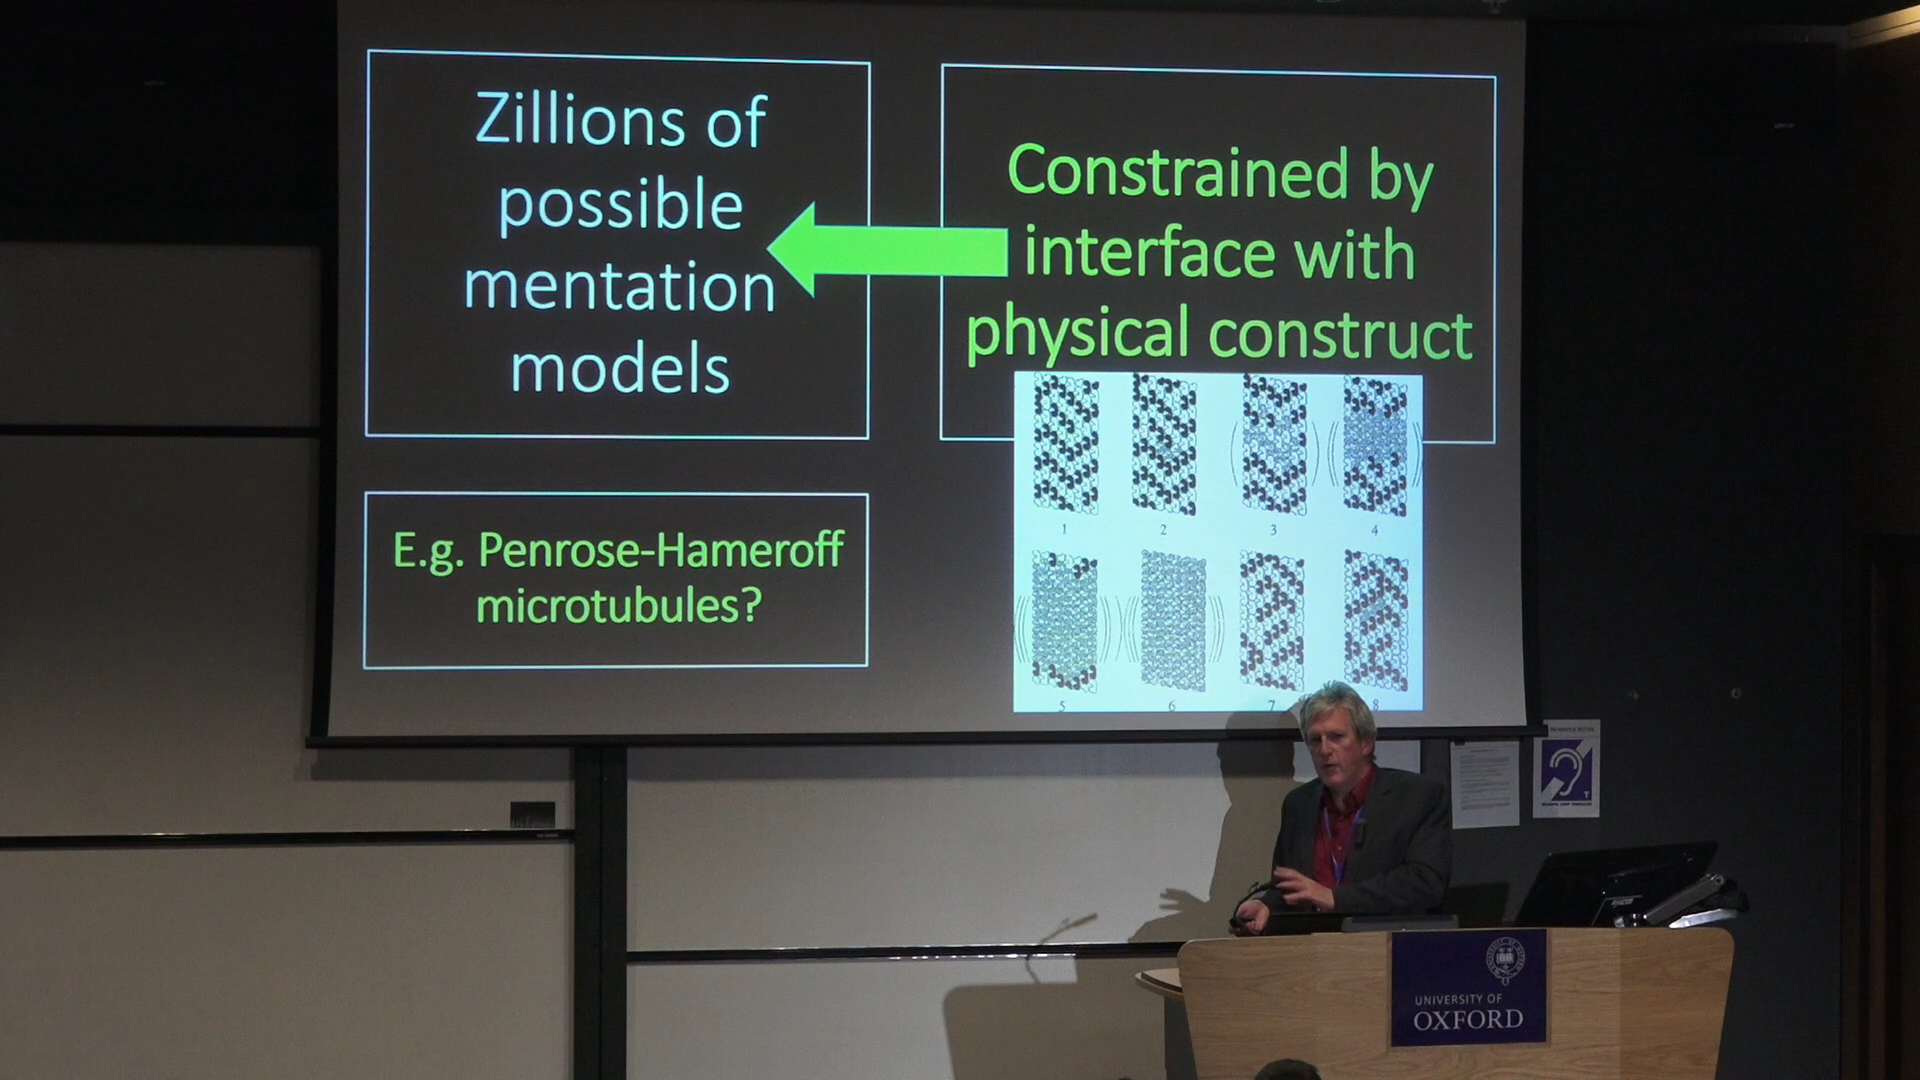 Zillions of
possible
mentation
models
Constrained by
interface with
physical construct
E.g. Penrose-Hameroff
microtubules?
1
2
3
4
5
6
7
8
T
UNIVERSITY OF
OXFORD